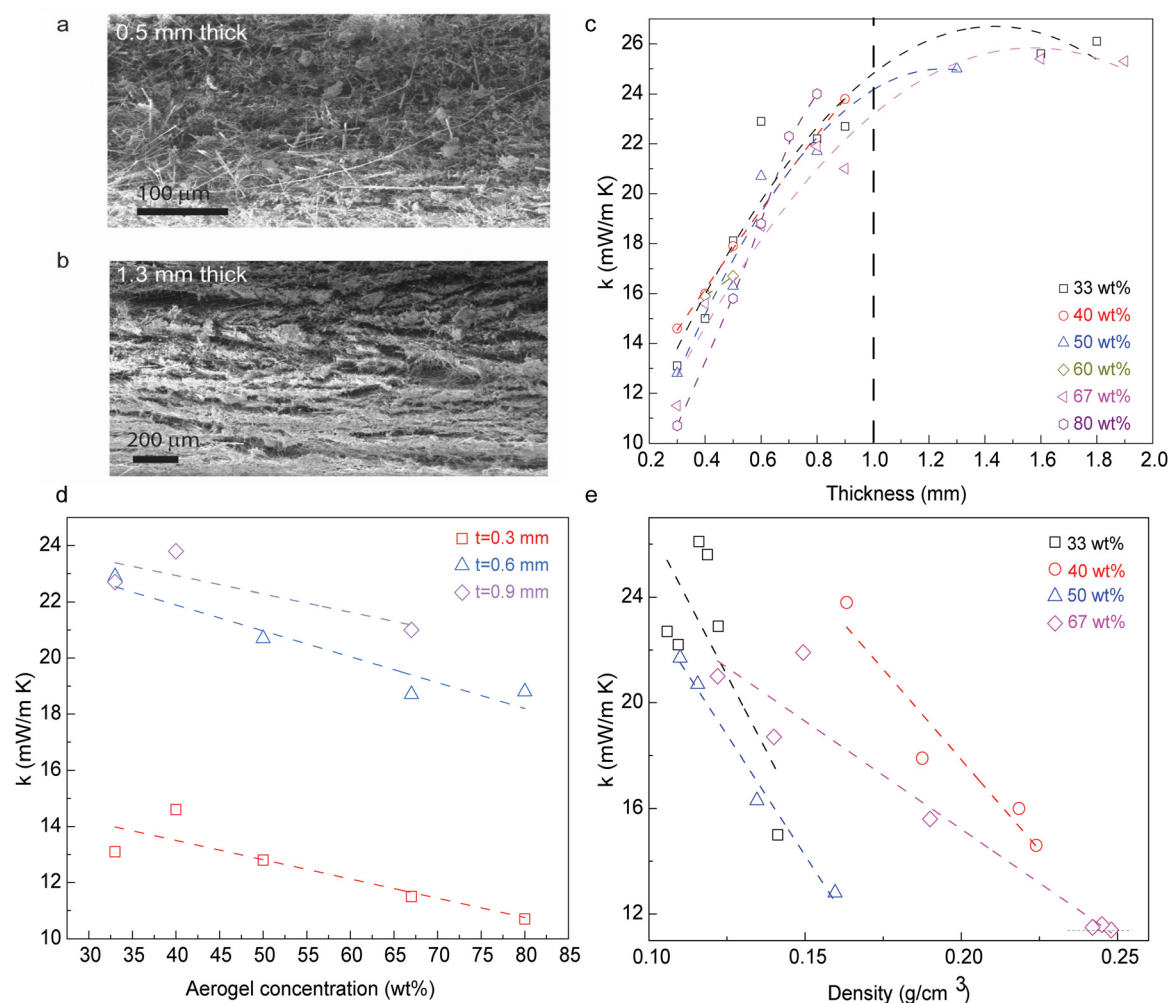 a
0.5 mm thick
100 μm
b
1.3 mm thick
200 μm
c
k (mW/m K)
26
24
22
20
18
16
14
12
10
0.2 0.4 0.6 0.8 1.0 1.2 1.4 1.6 1.8 2.0
Thickness (mm)
33 wt%
40 wt%
50 wt%
60 wt%
67 wt%
80 wt%
d
k (mW/m K)
24
22
20
18
16
14
12
10
30 35 40 45 50 55 60 65 70 75 80 85
Aerogel concentration (wt%)
t=0.3 mm
t=0.6 mm
t=0.9 mm
e
k (mW/m K)
24
20
16
12
0.10 0.15 0.20 0.25
Density (g/cm 3)
33 wt%
40 wt%
50 wt%
67 wt%